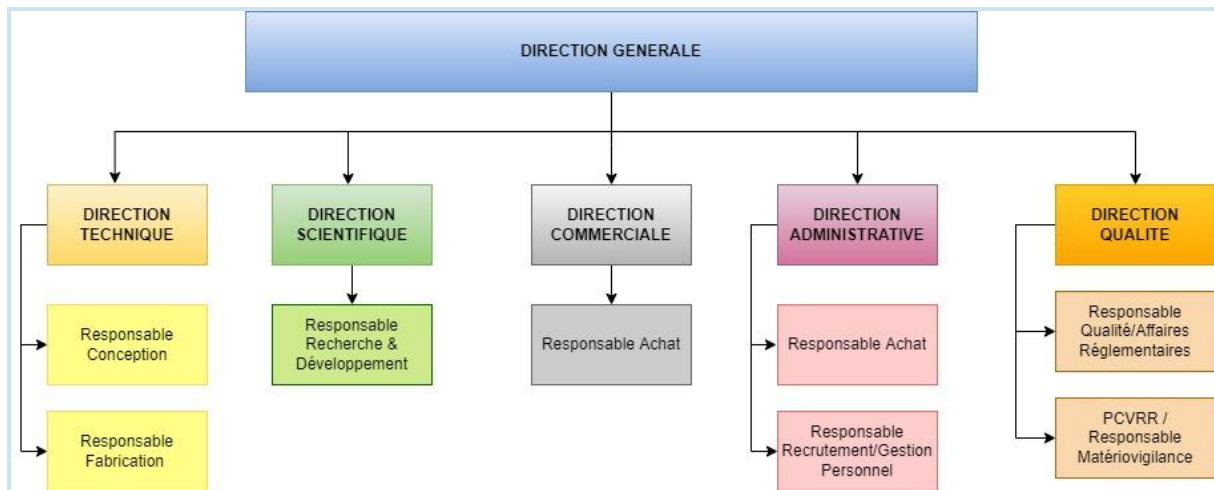 DIRECTION GENERALE
DIRECTION
TECHNIQUE
DIRECTION
SCIENTIFIQUE
DIRECTION
COMMERCIALE
DIRECTION
ADMINISTRATIVE
DIRECTION
QUALITE
Responsable
Conception
Responsable
Recherche &
Développement
Responsable Achat
Responsable Achat
Responsable
Qualité/Affaires
Réglementaires
Responsable
Fabrication
Responsable
Recrutement/Gestion
Personnel
PCVRR /
Responsable
Matériovigilance